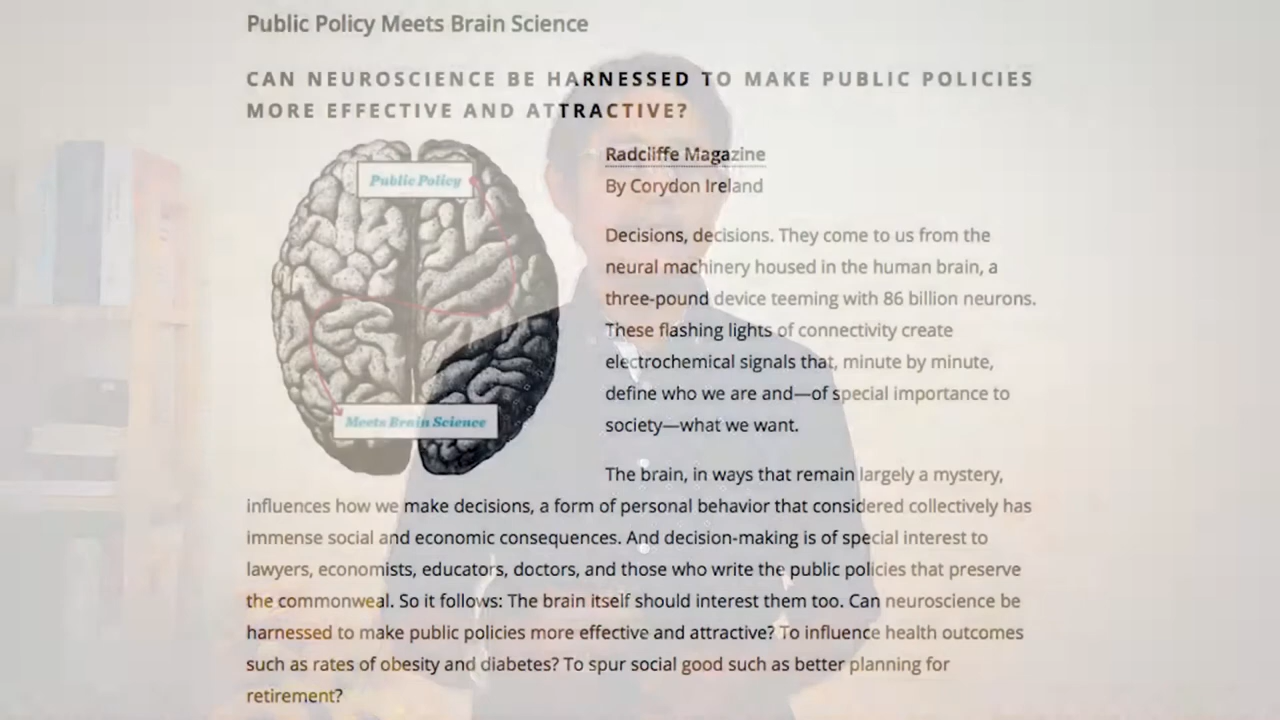 Public Policy Meets Brain Science
CAN NEUROSCIENCE BE HARNESSED TO MAKE PUBLIC POLICIES
MORE EFFECTIVE AND ATTRACTIVE?
Public Policy
Meets Brain Science
Radcliffe Magazine
By Corydon Ireland
Decisions, decisions. They come to us from the
neural machinery housed in the human brain, a
three-pound device teeming with 86 billion neurons.
These flashing lights of connectivity create
electrochemical signals that, minute by minute,
define who we are and—of special importance to
society—what we want.
The brain, in ways that remain largely a mystery,
influences how we make decisions, a form of personal behavior that considered collectively has
immense social and economic consequences. And decision-making is of special interest to
lawyers, economists, educators, doctors, and those who write the public policies that preserve
the commonweal. So it follows: The brain itself should interest them too. Can neuroscience be
harnessed to make public policies more effective and attractive? To influence health outcomes
such as rates of obesity and diabetes? To spur social good such as better planning for
retirement?